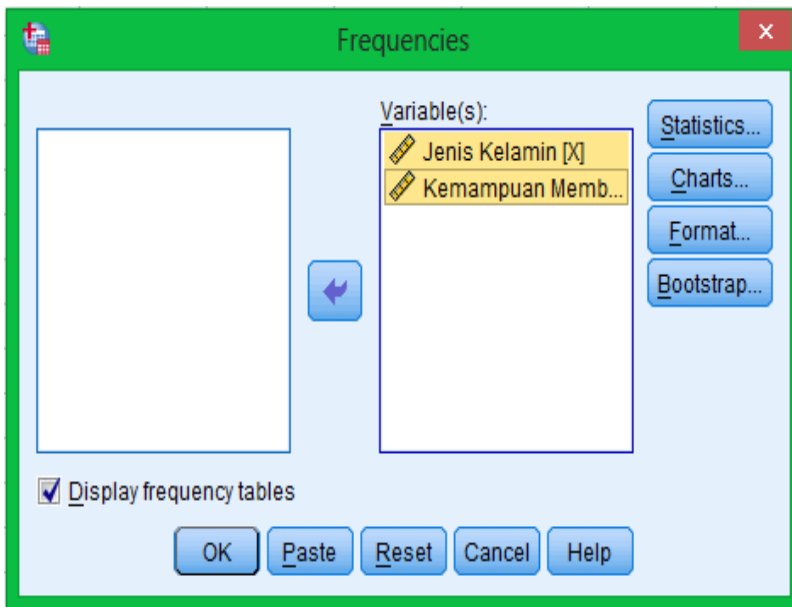 Frequencies
x
Variable(s):
Jenis Kelamin [X]
Kemampuan Memb...
Statistics...
Charts...
Format...
Bootstrap...
Display frequency tables
OK
Paste
Reset
Cancel
Help